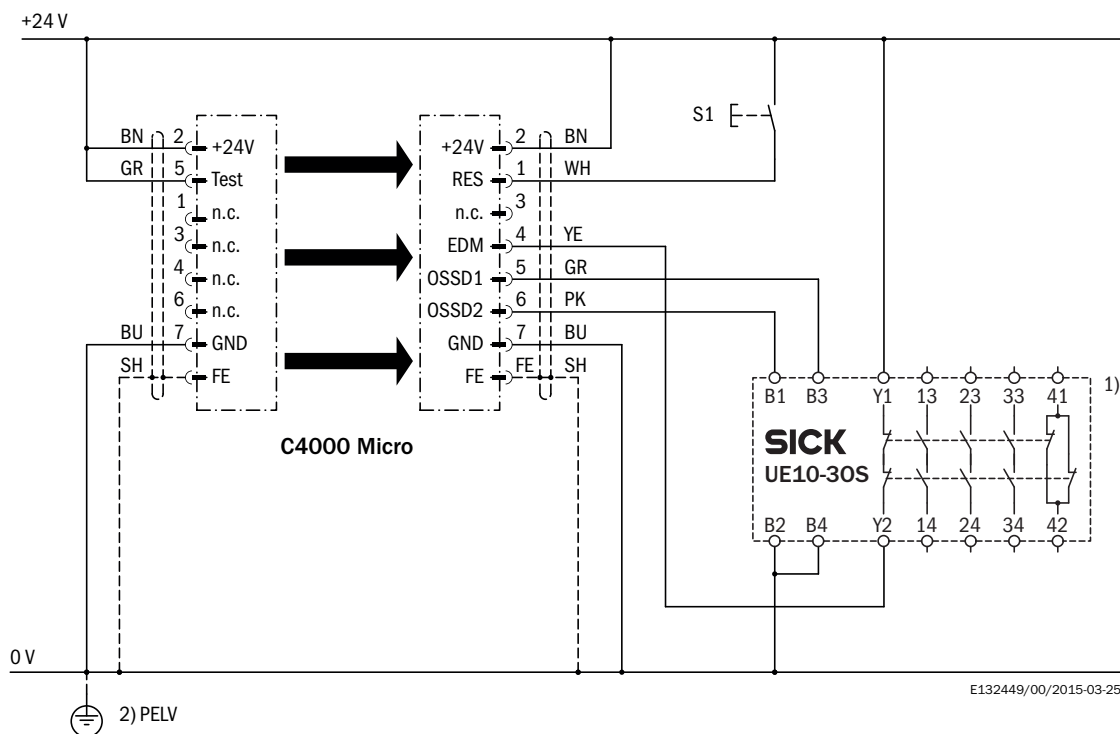 +24 V
S1
BN 2 +24V
GR 5 Test
1 n.c.
3 n.c.
4 n.c.
6 n.c.
BU 7 GND
SH FE
+24V 2 BN
RES 1 WH
n.c. 3
EDM 4 YE
OSSD1 5 GR
OSSD2 6 PK
GND 7 BU
FE FE SH
C4000 Micro
B1 B3 Y1 13 23 33 41 1)
SICK
UE10-30S
B2 B4 Y2 14 24 34 42
0 V
E132449/00/2015-03-25
2) PELV